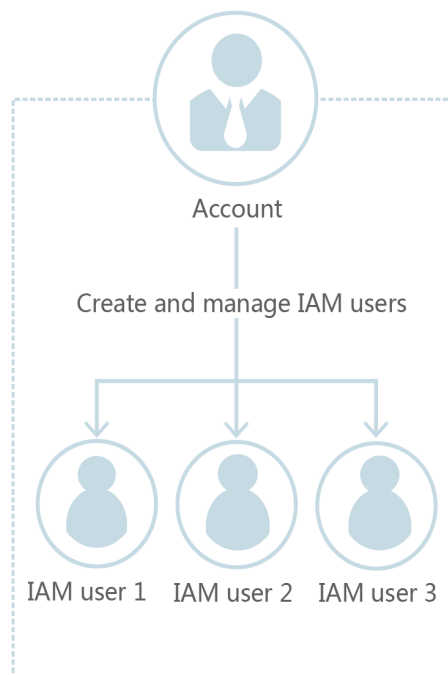 Account
Create and manage IAM users
IAM user 1
IAM user 2
IAM user 3